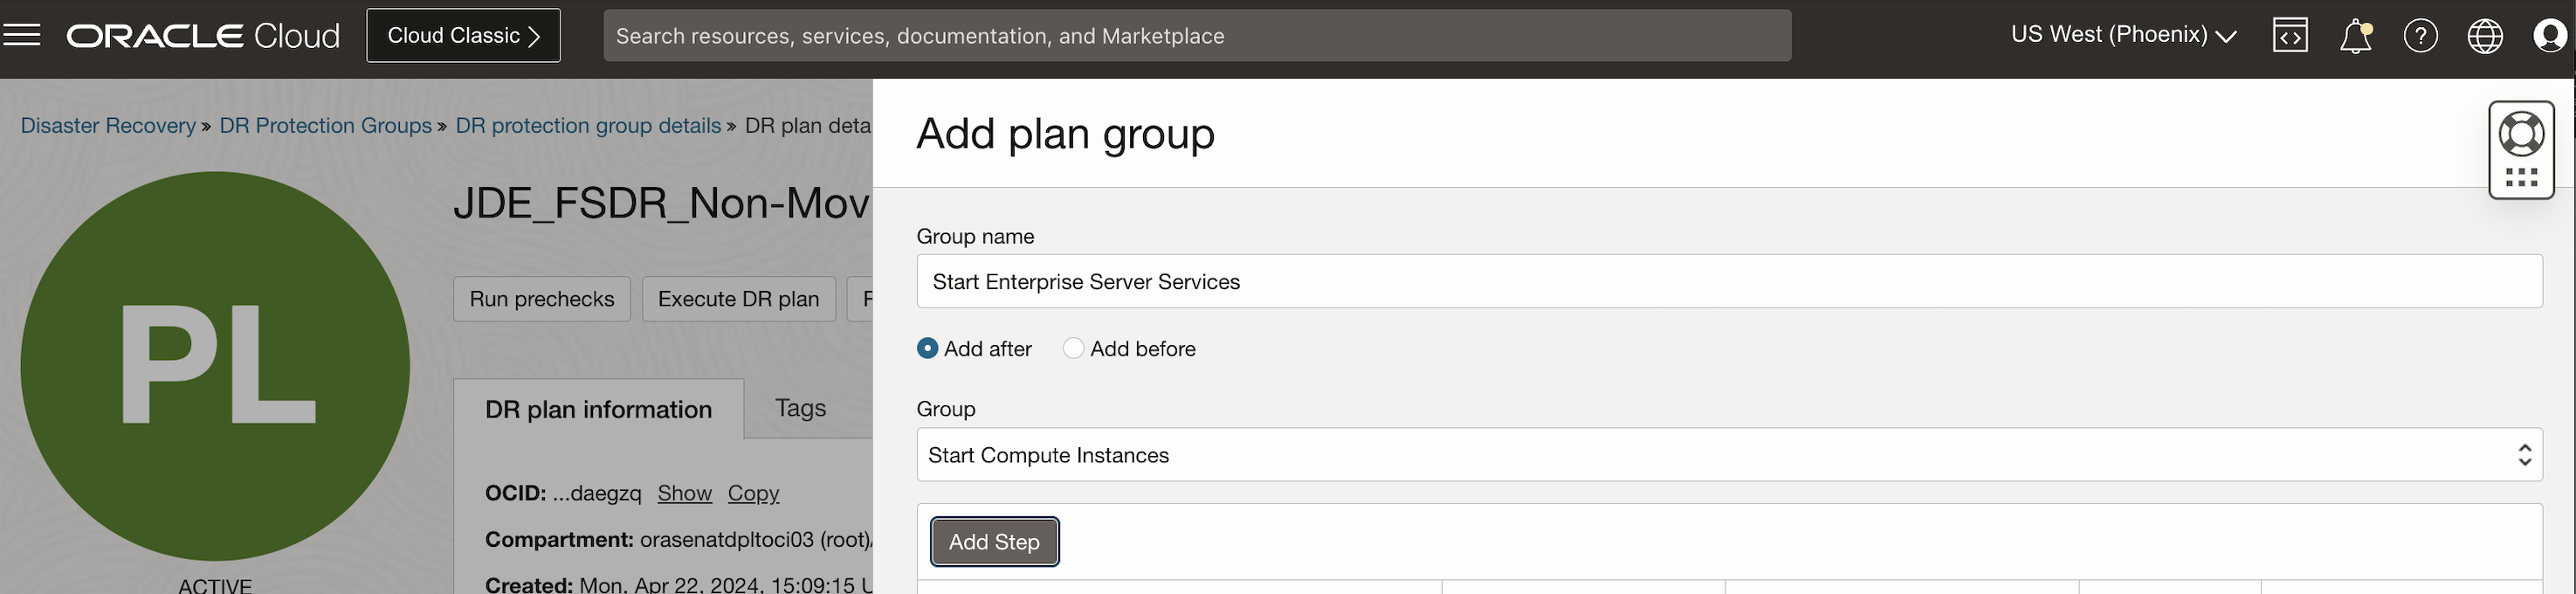 ORACLE Cloud
Cloud Classic
Search resources, services, documentation, and Marketplace
US West (Phoenix)
Disaster Recovery » DR Protection Groups » DR protection group details » DR plan deta
PL
ACTIVE
JDE_FSDR_Non-Mov
Run prechecks
Execute DR plan
DR plan information
Tags
OCID: ...daegzq Show Copy
Compartment: orasenatdpltoci03 (root)/
Created: Mon, Apr 22, 2024, 15:09:15 U
Add plan group
Group name
Start Enterprise Server Services
Add after
Add before
Group
Start Compute Instances
Add Step